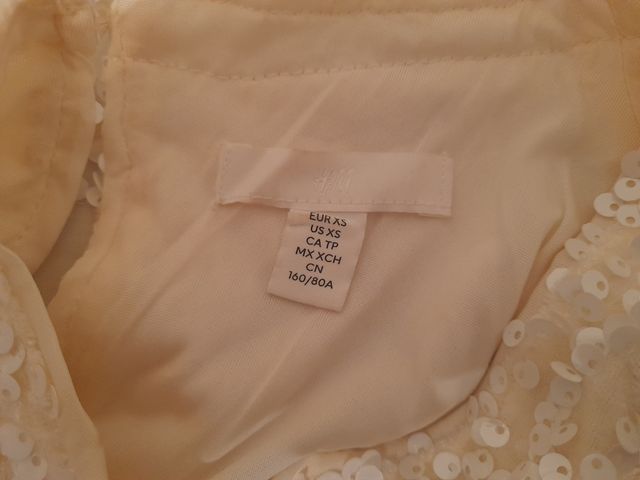 H&M
EUR XS
US XS
CA TP
MX XCH
CN
160/80A